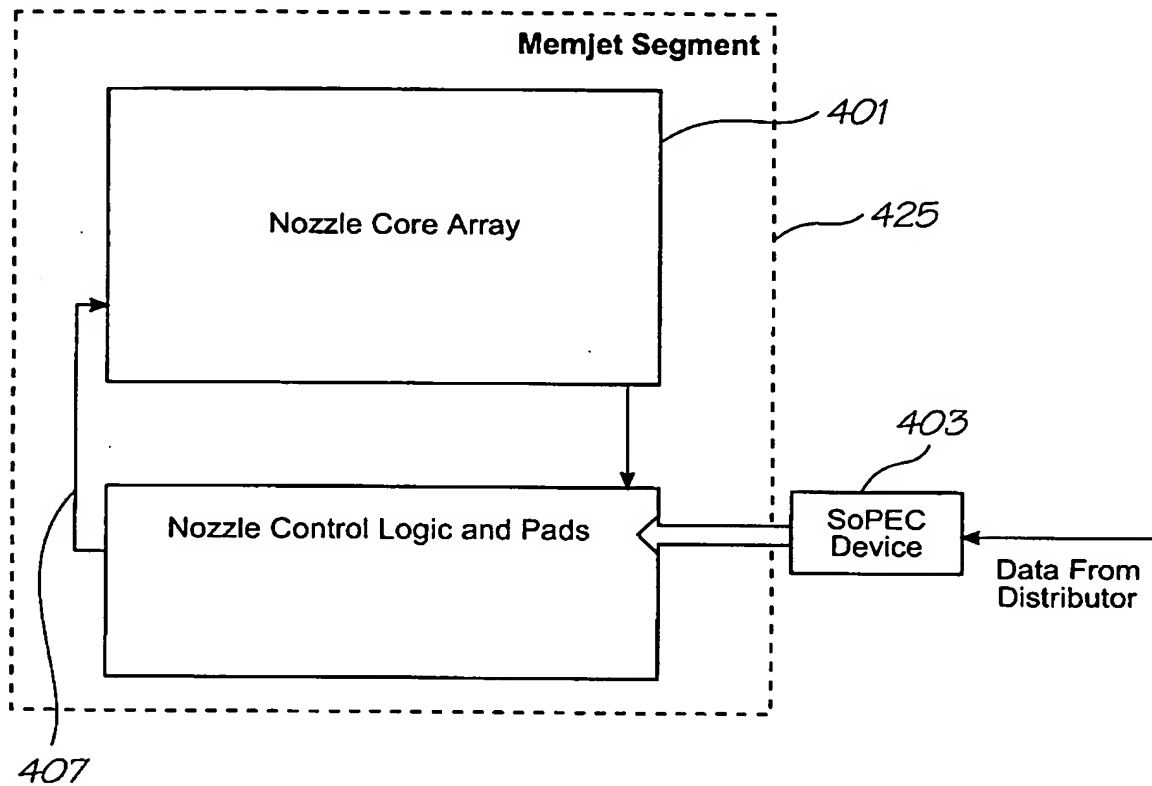 Memjet Segment
401
Nozzle Core Array
425
403
Nozzle Control Logic and Pads
SoPEC
Device
Data From
Distributor
407